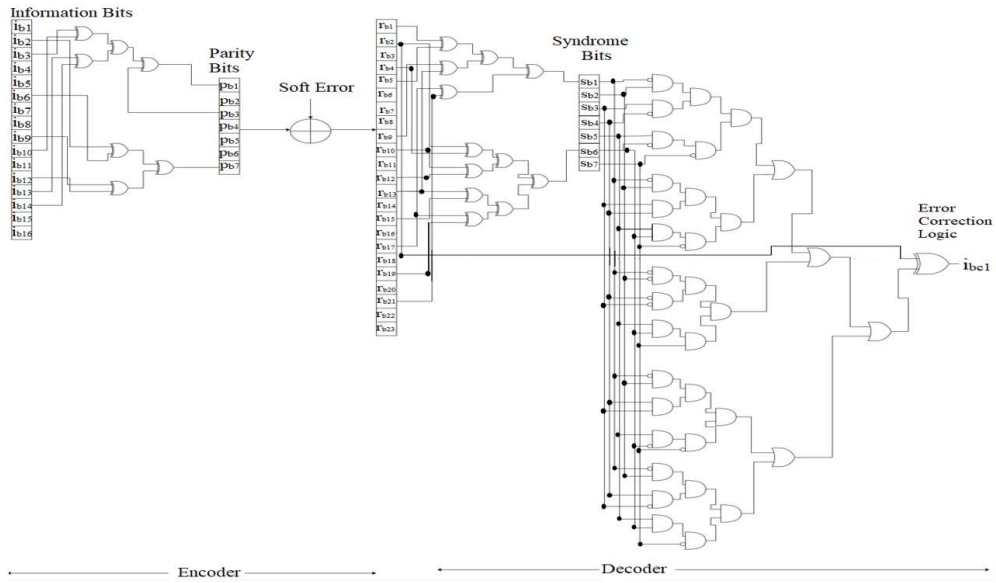 Information Bits
ib1
ib2
ib3
ib4
ib5
ib6
ib7
ib8
ib9
ib10
ib11
ib12
ib13
ib14
ib15
ib16
Parity
Bits
pb1
pb2
pb3
pb4
pb5
pb6
pb7
Soft Error
rb1
rb2
rb3
rb4
rb5
rb6
rb7
rb8
rb9
rb10
rb11
rb12
rb13
rb14
rb15
rb16
rb17
rb18
rb19
rb20
rb21
rb22
rb23
Syndrome
Bits
sb1
sb2
sb3
sb4
sb5
sb6
sb7
Error
Correction
Logic
ibc1
Encoder
Decoder